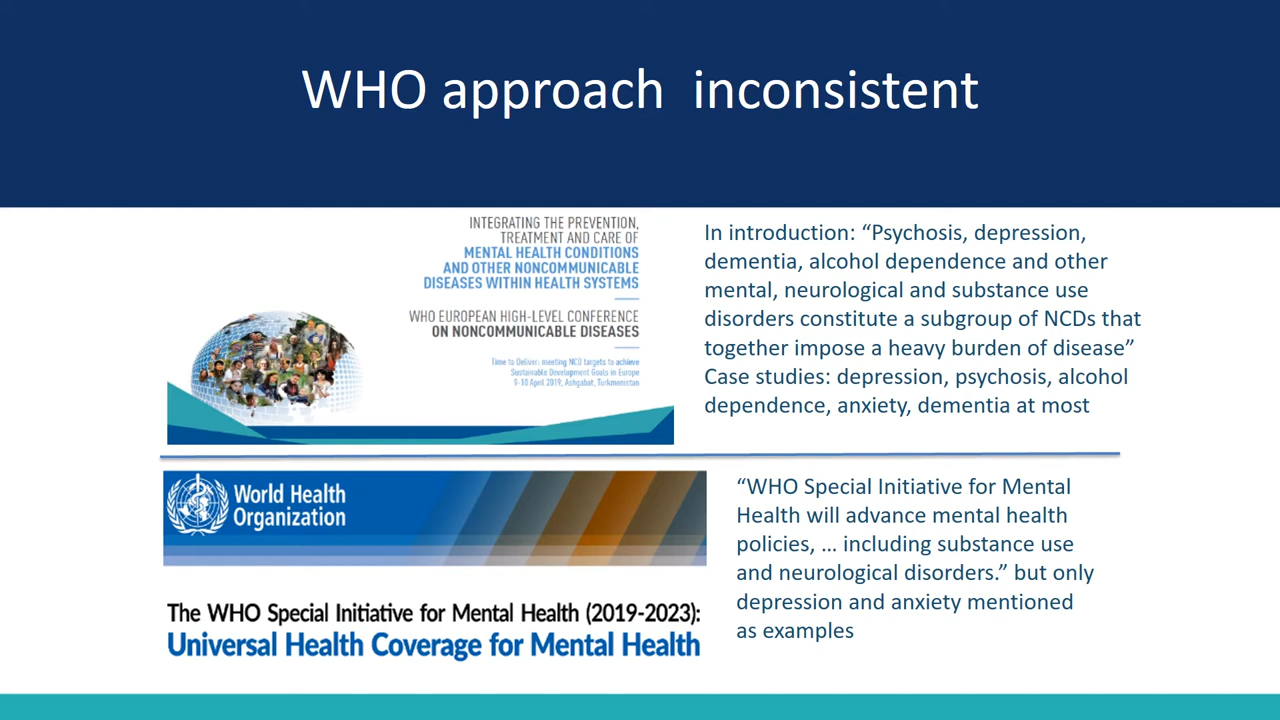 WHO approach  inconsistent
INTEGRATING THE PREVENTION,
TREATMENT AND CARE OF
MENTAL HEALTH CONDITIONS
AND OTHER NONCOMMUNICABLE
DISEASES WITHIN HEALTH SYSTEMS
WHO EUROPEAN HIGH-LEVEL CONFERENCE
ON NONCOMMUNICABLE DISEASES
Time to Deliver: meeting NCD targets to achieve
Sustainable Development Goals in Europe
9-10 April 2019, Ashgabat, Turkmenistan
In introduction: “Psychosis, depression,
dementia, alcohol dependence and other
mental, neurological and substance use
disorders constitute a subgroup of NCDs that
together impose a heavy burden of disease”
Case studies: depression, psychosis, alcohol
dependence, anxiety, dementia at most
World Health
Organization
The WHO Special Initiative for Mental Health (2019-2023):
Universal Health Coverage for Mental Health
“WHO Special Initiative for Mental
Health will advance mental health
policies, … including substance use
and neurological disorders.” but only
depression and anxiety mentioned
as examples